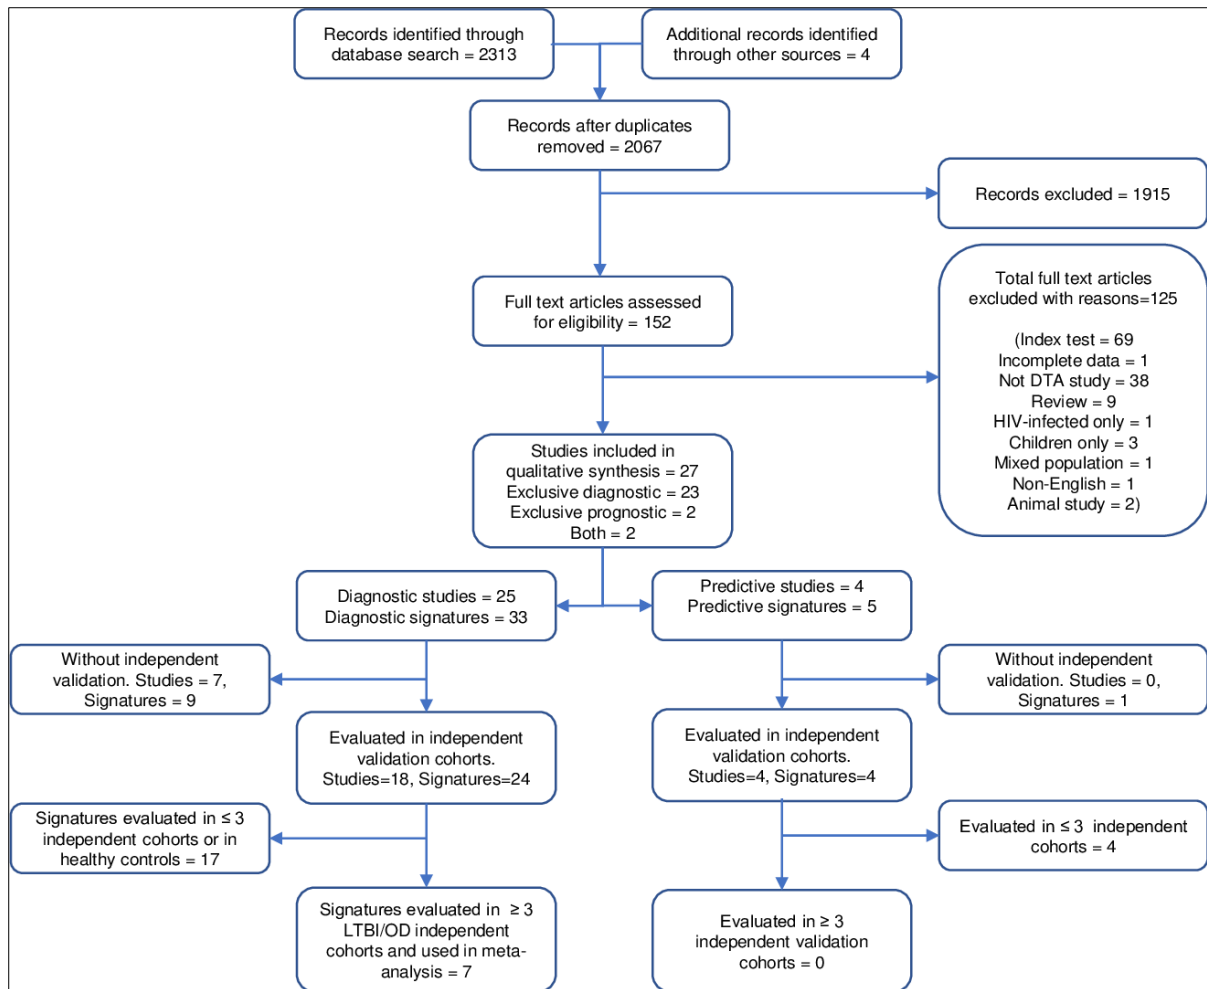 Records identified through
database search = 2313
Additional records identified
through other sources = 4
Records after duplicates
removed = 2067
Records excluded = 1915
Full text articles assessed
for eligibility = 152
Total full text articles
excluded with reasons=125
(Index test = 69
Incomplete data = 1
Not DTA study = 38
Review = 9
HIV-infected only = 1
Children only = 3
Mixed population = 1
Non-English = 1
Animal study = 2)
Studies included in
qualitative synthesis = 27
Exclusive diagnostic = 23
Exclusive prognostic = 2
Both = 2
Diagnostic studies = 25
Diagnostic signatures = 33
Predictive studies = 4
Predictive signatures = 5
Without independent
validation. Studies = 7,
Signatures = 9
Without independent
validation. Studies = 0,
Signatures = 1
Evaluated in independent
validation cohorts.
Studies=18, Signatures=24
Evaluated in independent
validation cohorts.
Studies=4, Signatures=4
Signatures evaluated in ≤ 3
independent cohorts or in
healthy controls = 17
Evaluated in ≤ 3 independent
cohorts = 4
Signatures evaluated in ≥ 3
LTBI/OD independent
cohorts and used in meta-
analysis = 7
Evaluated in ≥ 3
independent validation
cohorts = 0